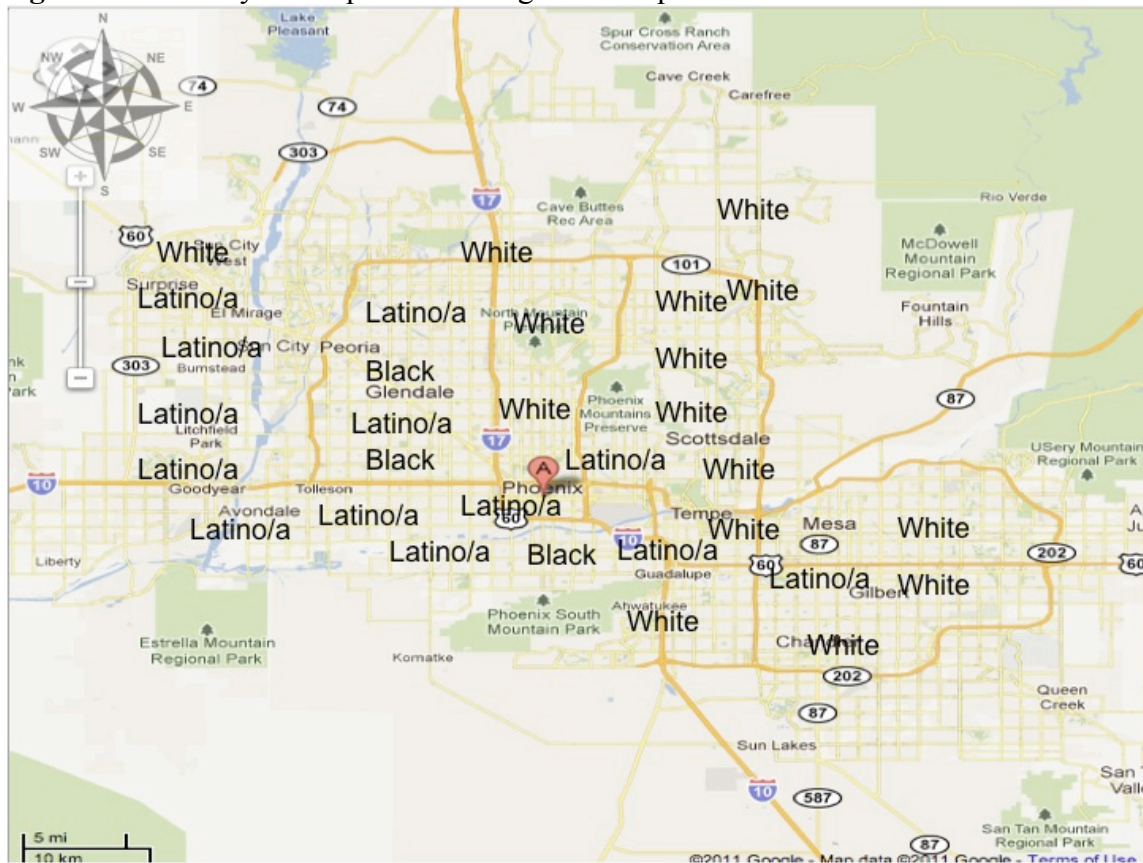 N
Lake
Pleasant
Spur Cross Ranch
Conservation Area
NW
NE
Cave Creek
74
Carefree
W
E
74
303
SW
SE
S
17
Rio Verde
Cave Buttes
Rec Area
White
60
McDowell
Mountain
Regional Park
White
Sun City
West
White
101
Surprise
Latino/a
El Mirage
Latino/a
North Mountain
White
White
White
Fountain
Hills
Latino/a
Sun City
Peoria
303
Burnstead
Park
Black
Glendale
White
87
Phoenix
Mountains
Preserve
Latino/a
Litchfield
Park
Latino/a
White
White
17
Scottsdale
USery Mountain
Regional Park
Latino/a
Black
A
Latino/a
White
10
Goodyear
Tolleson
Phoenix
Avondale
Latino/a
Latino/a
Latino/a
60
Tempe
White
Mesa
White
87
10
Liberty
Latino/a
Black
Latino/a
Guadalupe
60
202
60
Latino/a
Gilbert
White
Ahwatukee
White
Phoenix South
Mountain Park
Estrella Mountain
Regional Park
Komatke
White
202
Queen
Creek
87
Sun Lakes
San
Valley
10
587
San Tan Mountain
Regional Park
87
5 mi
10 km
©2011 Google - Map data ©2011 Google - Terms of Use